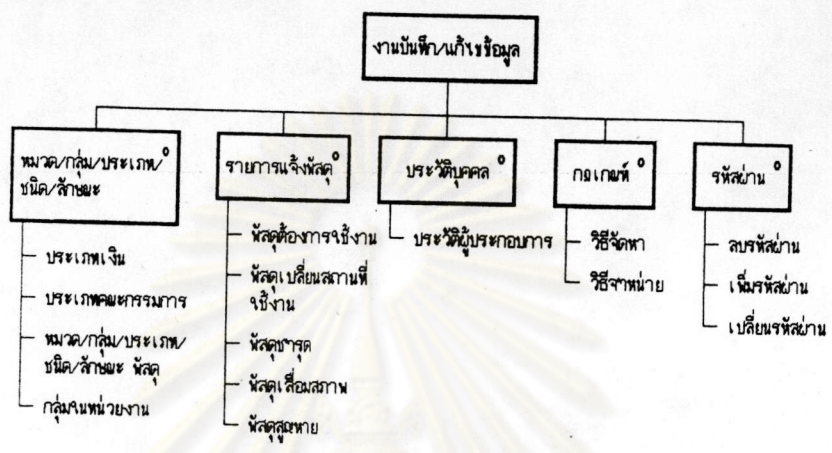 งานบันทึก/แก้ไขข้อมูล
หมวด/กลุ่ม/ประเภท/
ชนิด/ลักษณะ
ประเภทเงิน
ประเภทคณะกรรมการ
หมวด/กลุ่ม/ประเภท/
ชนิด/ลักษณะ พัสดุ
กลุ่มในหน่วยงาน
รายการแจ้งพัสดุ
พัสดุต้องการใช้งาน
พัสดุเปลี่ยนสถานที่
ใช้งาน
พัสดุชำรุด
พัสดุเสื่อมสภาพ
พัสดุสูญหาย
ประวัติบุคคล
ประวัติผู้ประกอบการ
กฎเกณฑ์
วิธีจัดหา
วิธีจำหน่าย
รหัสผ่าน
ลบรหัสผ่าน
เพิ่มรหัสผ่าน
เปลี่ยนรหัสผ่าน